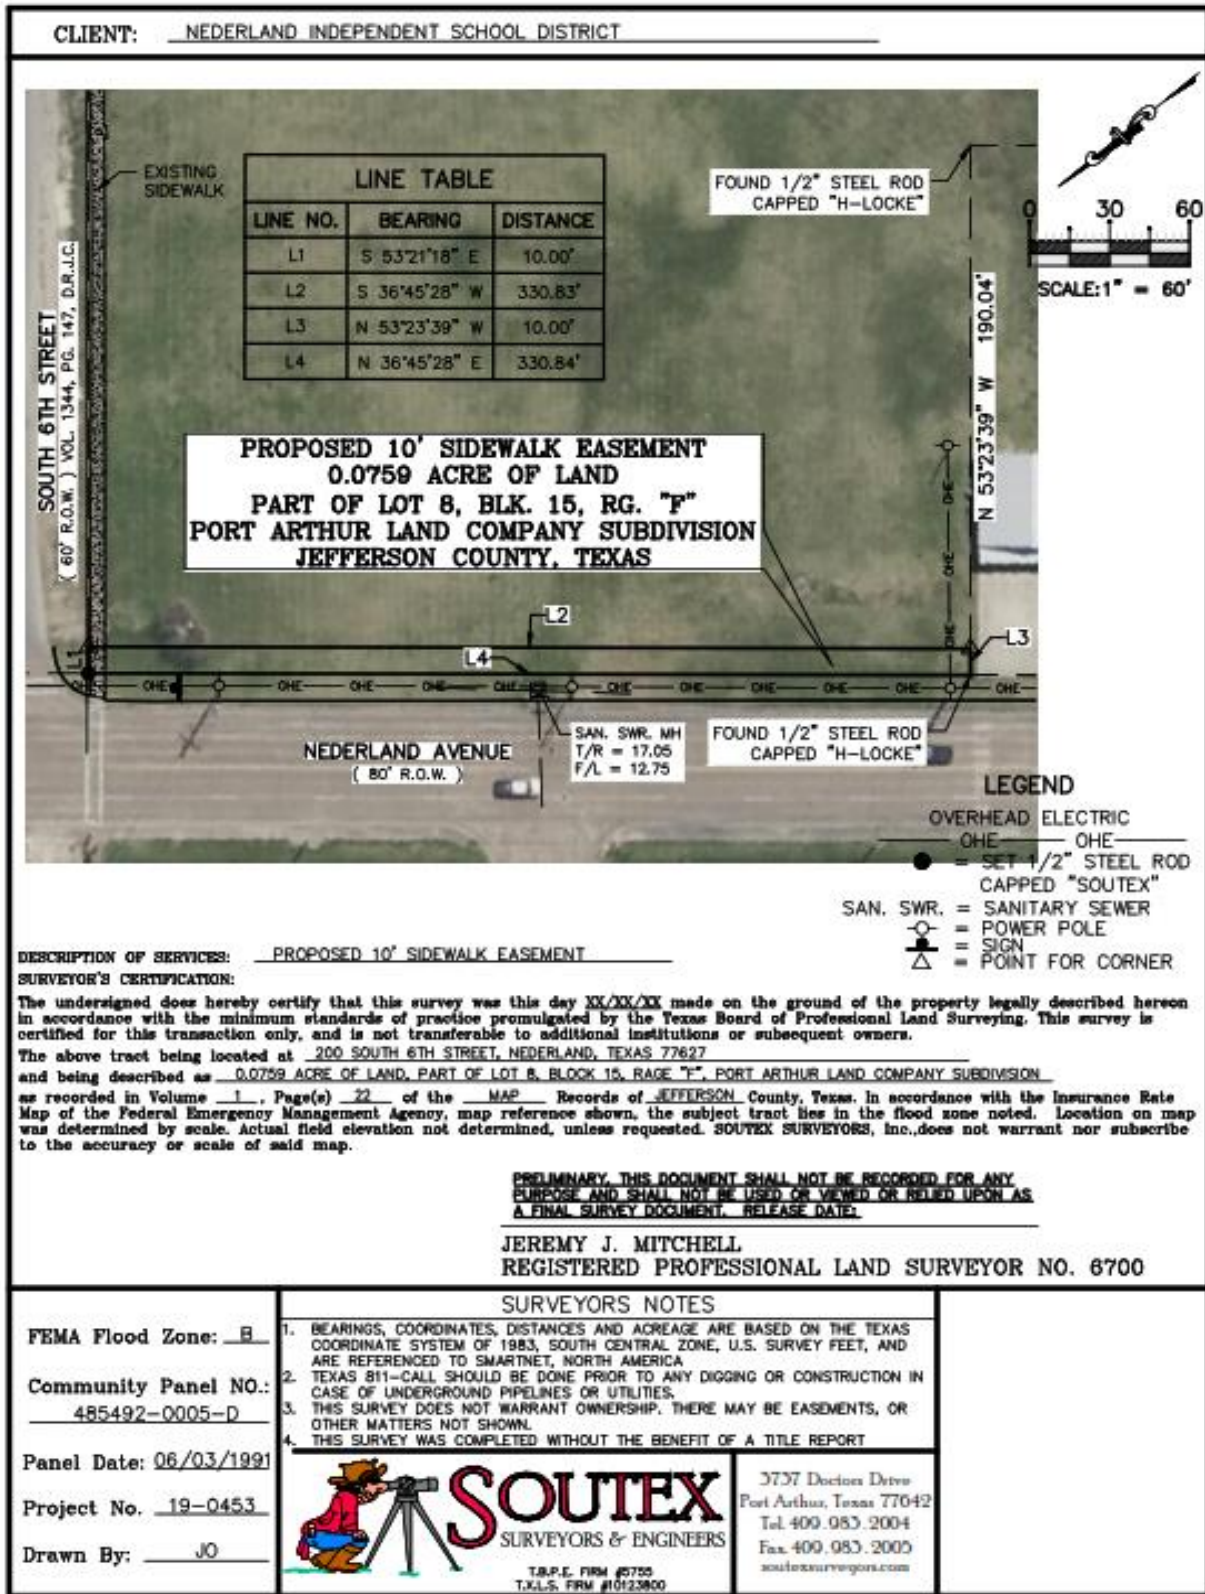 CLIENT: NEDERLAND INDEPENDENT SCHOOL DISTRICT
EXISTING
SIDEWALK
LINE TABLE
LINE NO. BEARING DISTANCE
L1 S 53°21'18" E 10.00'
L2 S 36°45'28" W 330.83'
L3 N 53°23'39" W 10.00'
L4 N 36°45'28" E 330.84'
FOUND 1/2" STEEL ROD
CAPPED "H-LOCKE"
0 30 60
SCALE:1" = 60'
SOUTH 6TH STREET
( 60' R.O.W. ) VOL. 1344, PG. 147, D.R.J.C.
N 53°23'39" W 190.04'
PROPOSED 10' SIDEWALK EASEMENT
0.0759 ACRE OF LAND
PART OF LOT 8, BLK. 15, RG. "F"
PORT ARTHUR LAND COMPANY SUBDIVISION
JEFFERSON COUNTY, TEXAS
OHE
OHE
L2
L1
L4
L3
OHE OHE OHE OHE OHE OHE OHE OHE OHE OHE OHE
NEDERLAND AVENUE
( 80' R.O.W. )
SAN. SWR. MH
T/R = 17.05
F/L = 12.75
FOUND 1/2" STEEL ROD
CAPPED "H-LOCKE"
LEGEND
OVERHEAD ELECTRIC
OHE OHE
= SET 1/2" STEEL ROD
CAPPED "SOUTEX"
SAN. SWR. = SANITARY SEWER
= POWER POLE
= SIGN
= POINT FOR CORNER
DESCRIPTION OF SERVICES: PROPOSED 10' SIDEWALK EASEMENT
SURVEYOR'S CERTIFICATION:
The undersigned does hereby certify that this survey was this day XX/XX/XX made on the ground of the property legally described hereon
in accordance with the minimum standards of practice promulgated by the Texas Board of Professional Land Surveying. This survey is
certified for this transaction only, and is not transferable to additional institutions or subsequent owners.
The above tract being located at 200 SOUTH 6TH STREET, NEDERLAND, TEXAS 77627
and being described as 0.0759 ACRE OF LAND, PART OF LOT 8, BLOCK 15, RAGE "F", PORT ARTHUR LAND COMPANY SUBDIVISION
as recorded in Volume 1 , Page(s) 22 of the MAP Records of JEFFERSON County, Texas. In accordance with the Insurance Rate
Map of the Federal Emergency Management Agency, map reference shown, the subject tract lies in the flood zone noted. Location on map
was determined by scale. Actual field elevation not determined, unless requested. SOUTEX SURVEYORS, Inc.,does not warrant nor subscribe
to the accuracy or scale of said map.
PRELIMINARY, THIS DOCUMENT SHALL NOT BE RECORDED FOR ANY
PURPOSE AND SHALL NOT BE USED OR VIEWED OR RELIED UPON AS
A FINAL SURVEY DOCUMENT. RELEASE DATE:
JEREMY J. MITCHELL
REGISTERED PROFESSIONAL LAND SURVEYOR NO. 6700
FEMA Flood Zone: B
Community Panel NO.:
485492-0005-D
Panel Date: 06/03/1991
Project No. 19-0453
Drawn By: JO
SURVEYORS NOTES
1. BEARINGS, COORDINATES, DISTANCES AND ACREAGE ARE BASED ON THE TEXAS
COORDINATE SYSTEM OF 1983, SOUTH CENTRAL ZONE, U.S. SURVEY FEET, AND
ARE REFERENCED TO SMARTNET, NORTH AMERICA
2. TEXAS 811-CALL SHOULD BE DONE PRIOR TO ANY DIGGING OR CONSTRUCTION IN
CASE OF UNDERGROUND PIPELINES OR UTILITIES.
3. THIS SURVEY DOES NOT WARRANT OWNERSHIP. THERE MAY BE EASEMENTS, OR
OTHER MATTERS NOT SHOWN.
4. THIS SURVEY WAS COMPLETED WITHOUT THE BENEFIT OF A TITLE REPORT
SOUTEX
SURVEYORS & ENGINEERS
T.B.P.E. FIRM #5755
T.X.L.S. FIRM #10123800
3737 Doctors Drive
Port Arthur, Texas 77642
Tel. 409.983.2004
Fax. 409.983.2005
soutexsurveyors.com